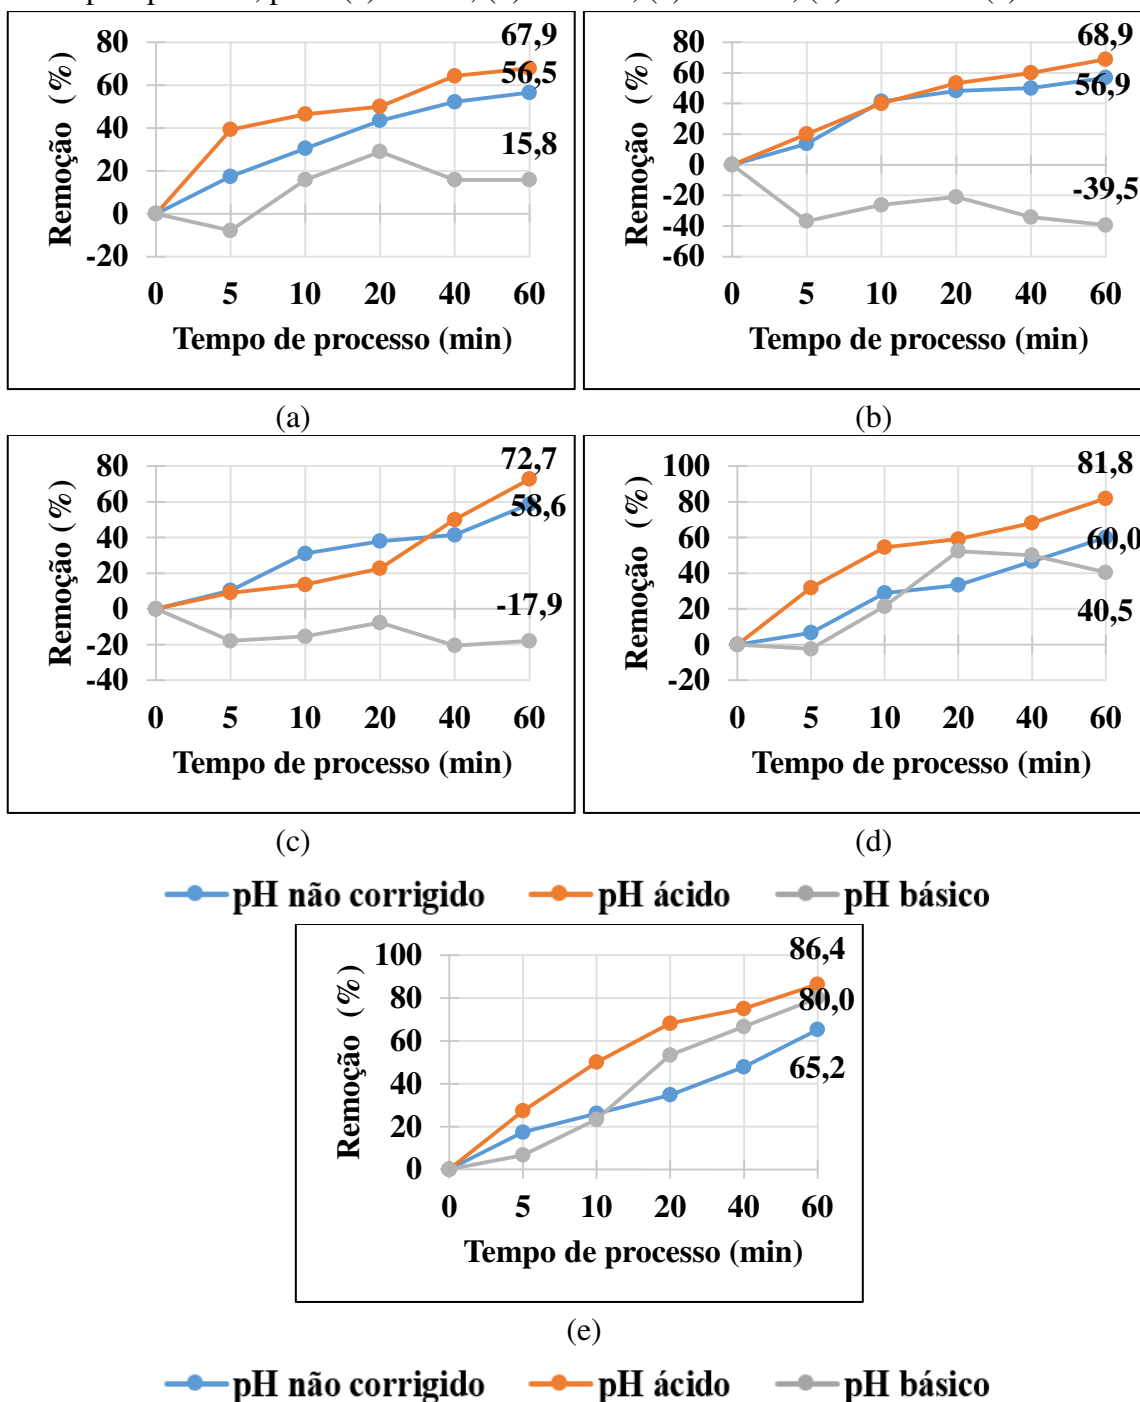 67,9
80
60
40
20
0
-20
56,5
15,8
Remoção (%)
0 5 10 20 40 60
Tempo de processo (min)
(a)
68,9
80
60
40
20
0
-20
-40
-60
56,9
-39,5
Remoção (%)
0 5 10 20 40 60
Tempo de processo (min)
(b)
72,7
80
60
40
20
0
-20
-40
58,6
-17,9
Remoção (%)
0 5 10 20 40 60
Tempo de processo (min)
(c)
81,8
100
80
60
40
20
0
-20
60,0
40,5
Remoção (%)
0 5 10 20 40 60
Tempo de processo (min)
(d)
pH não corrigido pH ácido pH básico
86,4
100
80
60
40
20
0
80,0
65,2
Remoção (%)
0 5 10 20 40 60
Tempo de processo (min)
(e)
pH não corrigido pH ácido pH básico